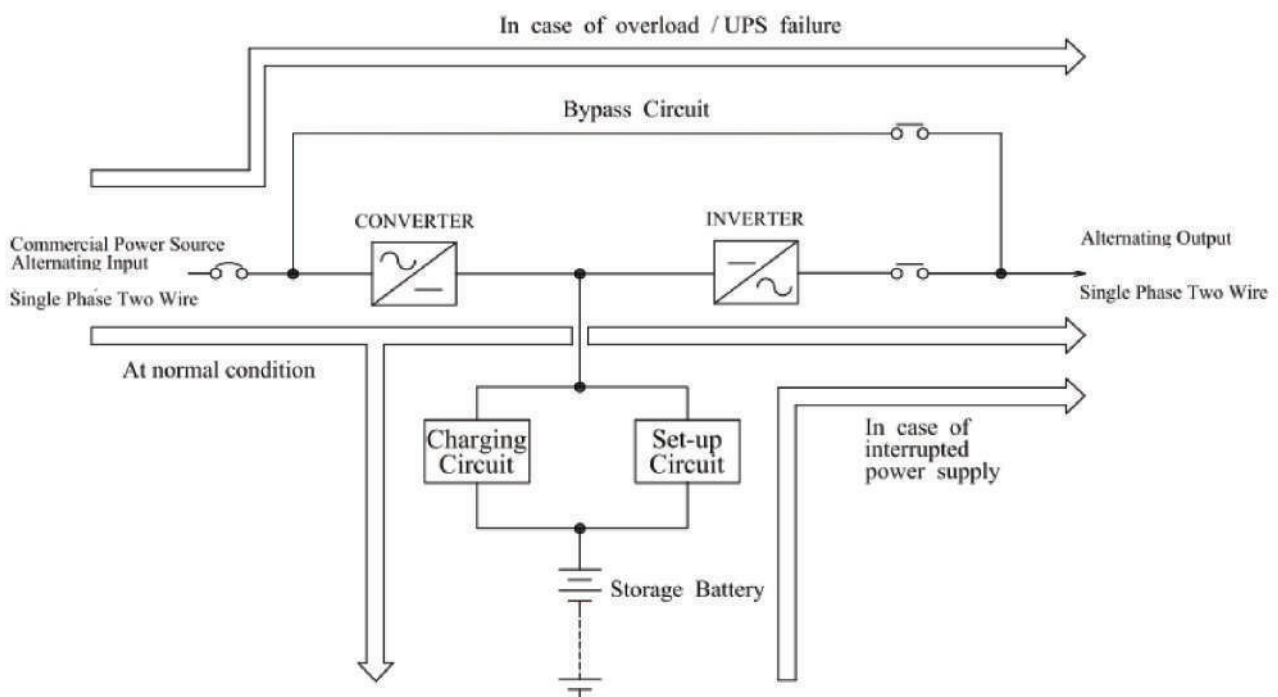 In case of overload / UPS failure
Bypass Circuit
CONVERTER
INVERTER
Commercial Power Source
Alternating Input
Single Phase Two Wire
Alternating Output
Single Phase Two Wire
At normal condition
Charging
Circuit
Set-up
Circuit
In case of
interrupted
power supply
Storage Battery